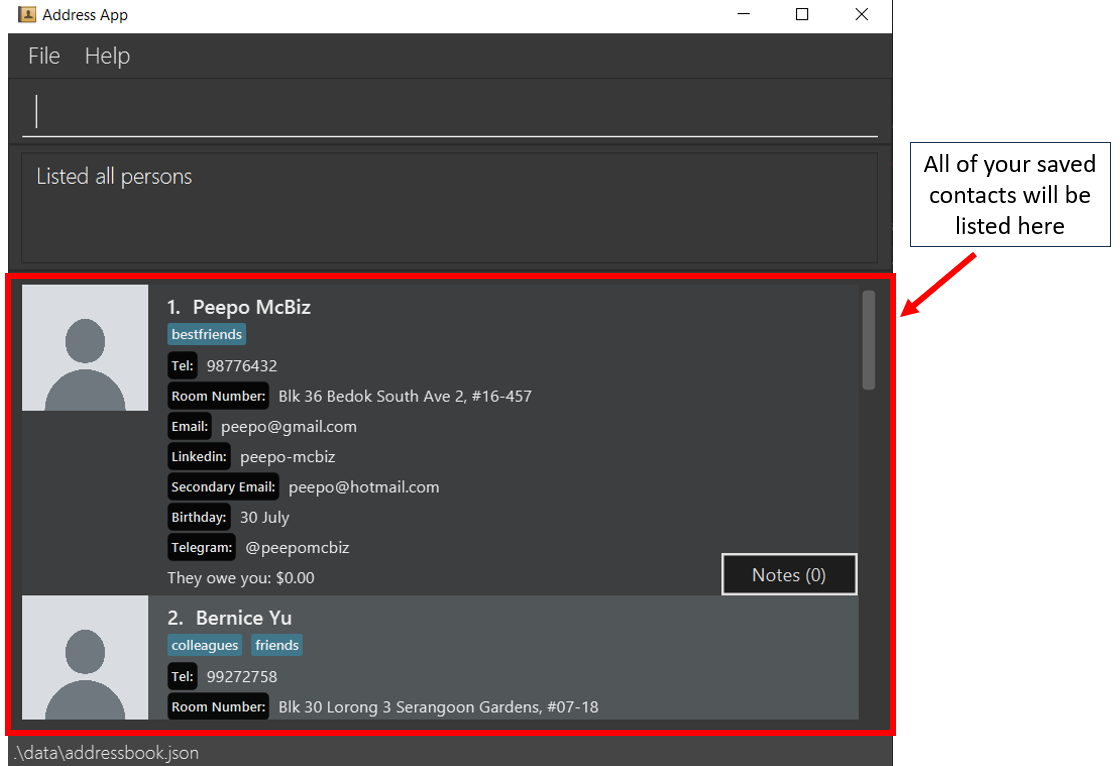 Address App
File Help
Listed all persons
All of your saved
contacts will be
listed here
1. Peepo McBiz
bestfriends
Tel: 98776432
Room Number: Blk 36 Bedok South Ave 2, #16-457
Email: peepo@gmail.com
Linkedin: peepo-mcbiz
Secondary Email: peepo@hotmail.com
Birthday: 30 July
Telegram: @peepomcbiz
They owe you: $0.00
Notes (0)
2. Bernice Yu
colleagues friends
Tel: 99272758
Room Number: Blk 30 Lorong 3 Serangoon Gardens, #07-18
.\data\addressbook.json